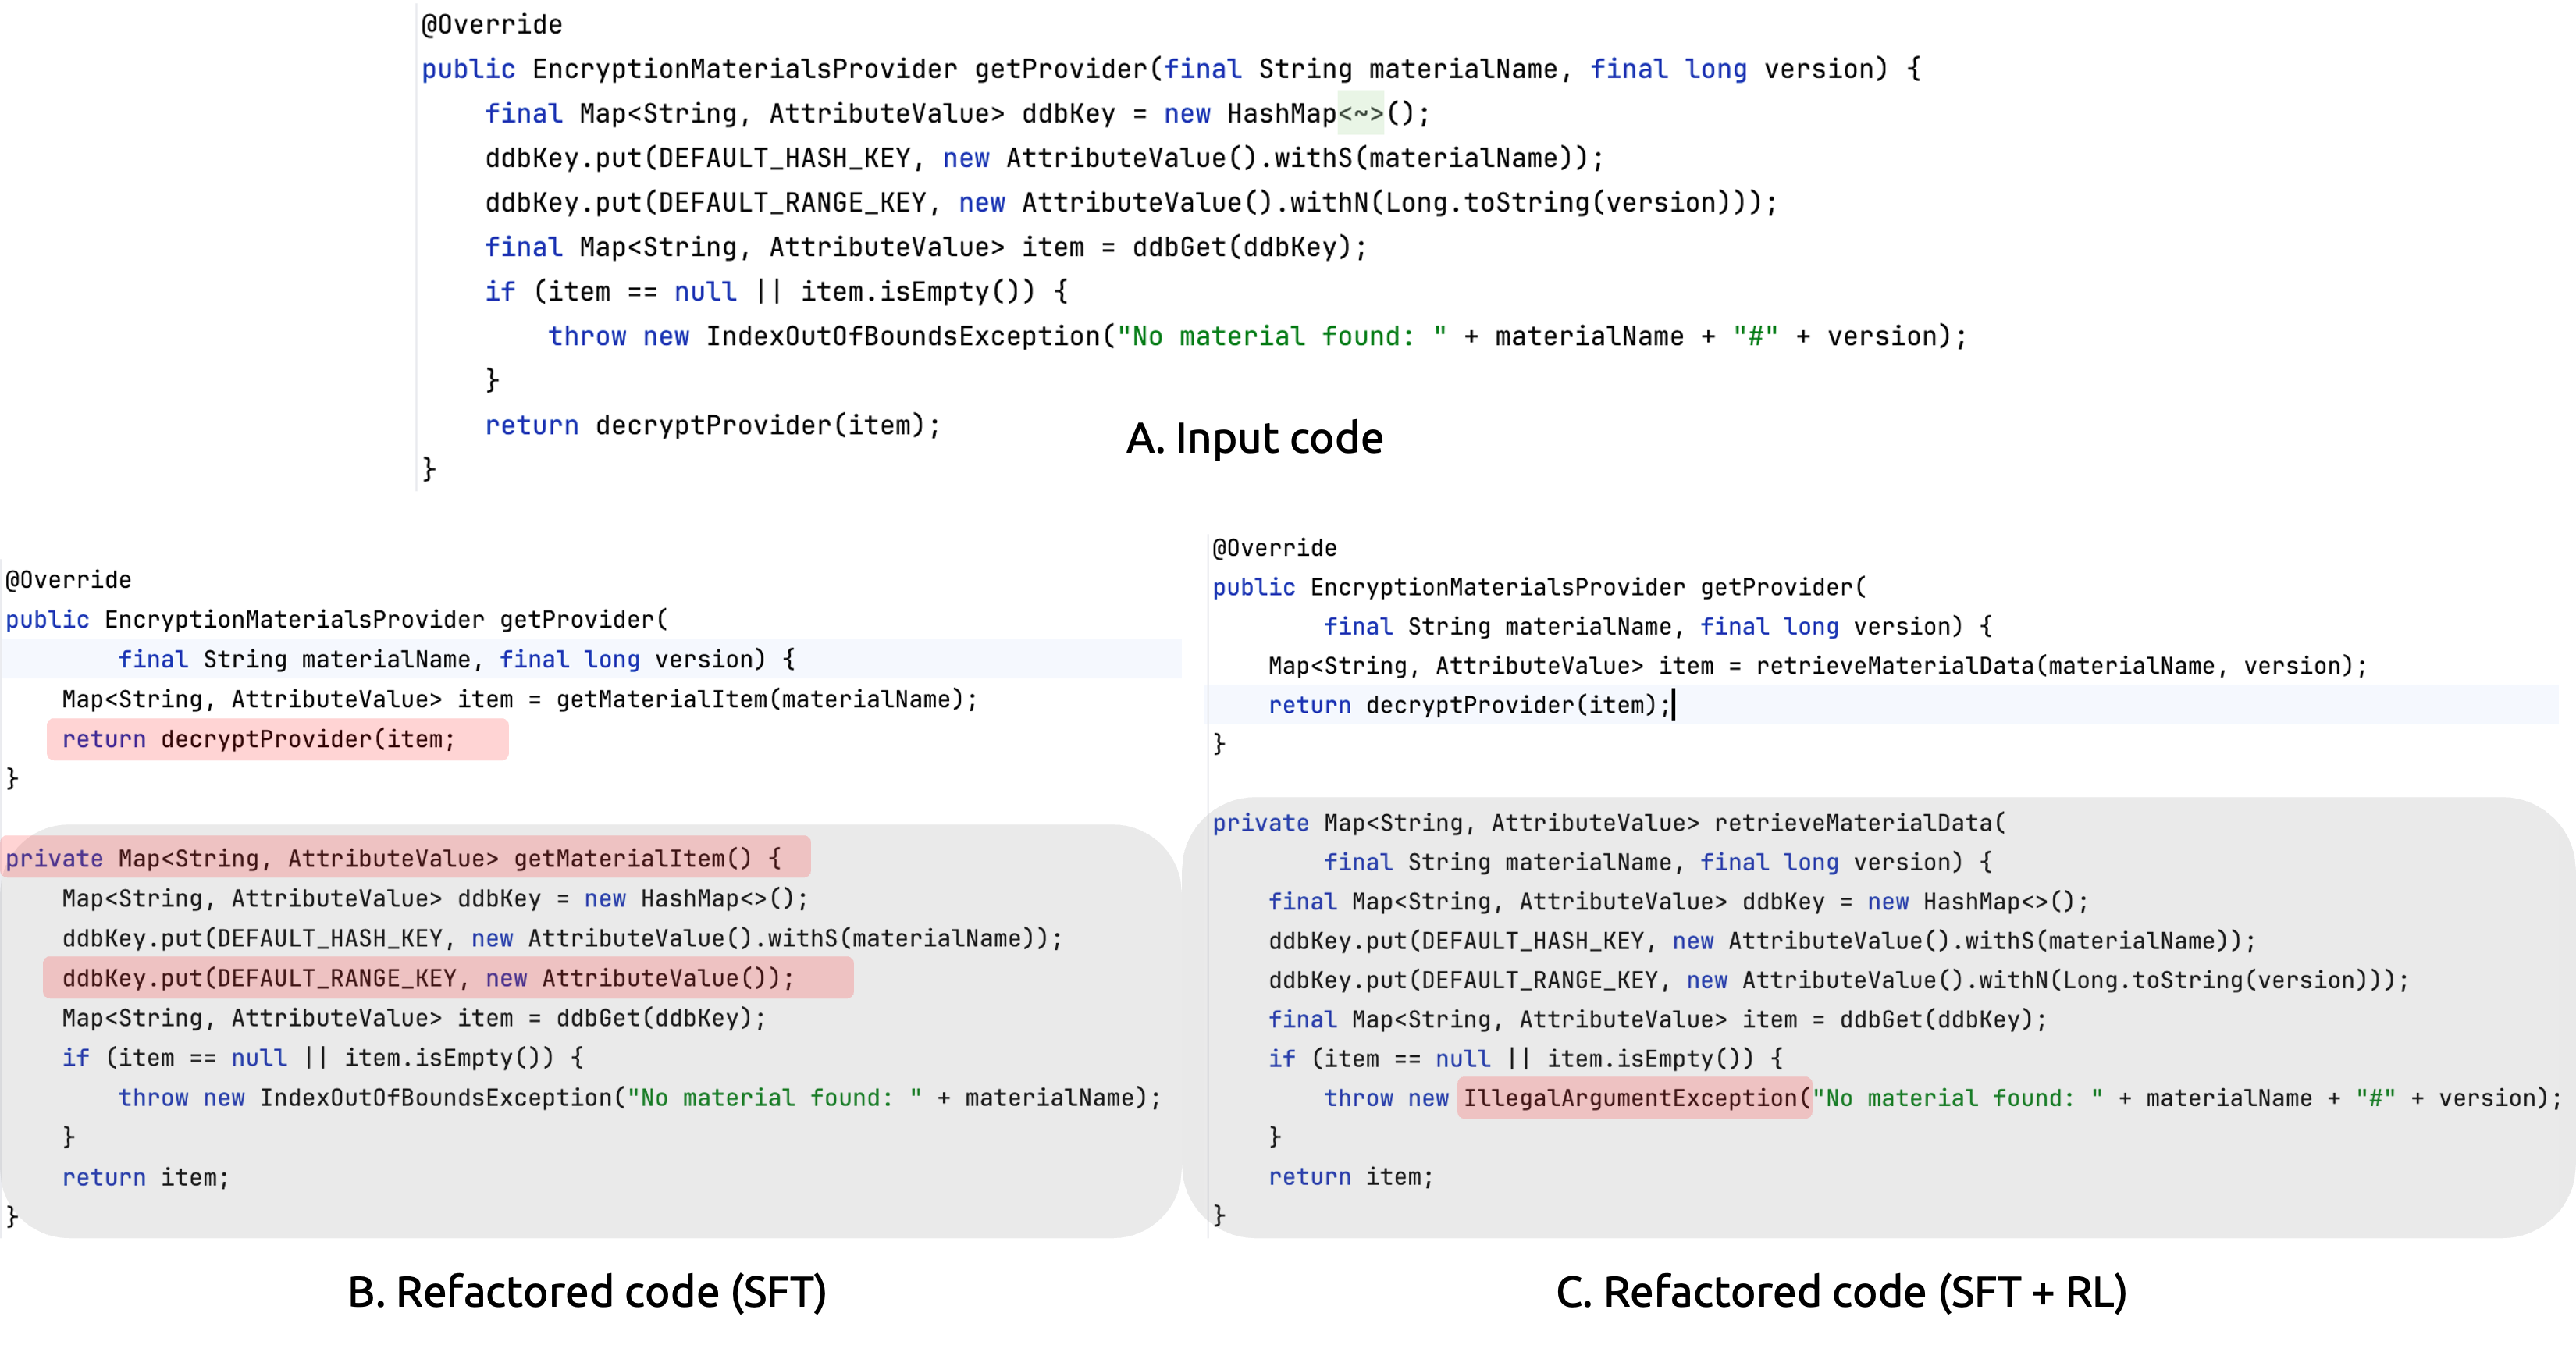 @Override
public EncryptionMaterialsProvider getProvider(final String materialName, final long version) {
    final Map<String, AttributeValue> ddbKey = new HashMap<~>();
    ddbKey.put(DEFAULT_HASH_KEY, new AttributeValue().withS(materialName));
    ddbKey.put(DEFAULT_RANGE_KEY, new AttributeValue().withN(Long.toString(version)));
    final Map<String, AttributeValue> item = ddbGet(ddbKey);
    if (item == null || item.isEmpty()) {
        throw new IndexOutOfBoundsException("No material found: " + materialName + "#" + version);
    }
    return decryptProvider(item);
}
A. Input code
@Override
public EncryptionMaterialsProvider getProvider(
        final String materialName, final long version) {
    Map<String, AttributeValue> item = getMaterialItem(materialName);
    return decryptProvider(item;
}
private Map<String, AttributeValue> getMaterialItem() {
    Map<String, AttributeValue> ddbKey = new HashMap<>();
    ddbKey.put(DEFAULT_HASH_KEY, new AttributeValue().withS(materialName));
    ddbKey.put(DEFAULT_RANGE_KEY, new AttributeValue());
    Map<String, AttributeValue> item = ddbGet(ddbKey);
    if (item == null || item.isEmpty()) {
        throw new IndexOutOfBoundsException("No material found: " + materialName);
    }
    return item;
}
B. Refactored code (SFT)
@Override
public EncryptionMaterialsProvider getProvider(
        final String materialName, final long version) {
    Map<String, AttributeValue> item = retrieveMaterialData(materialName, version);
    return decryptProvider(item);
}
private Map<String, AttributeValue> retrieveMaterialData(
        final String materialName, final long version) {
    final Map<String, AttributeValue> ddbKey = new HashMap<>();
    ddbKey.put(DEFAULT_HASH_KEY, new AttributeValue().withS(materialName));
    ddbKey.put(DEFAULT_RANGE_KEY, new AttributeValue().withN(Long.toString(version)));
    final Map<String, AttributeValue> item = ddbGet(ddbKey);
    if (item == null || item.isEmpty()) {
        throw new IllegalArgumentException("No material found: " + materialName + "#" + version);
    }
    return item;
}
C. Refactored code (SFT + RL)